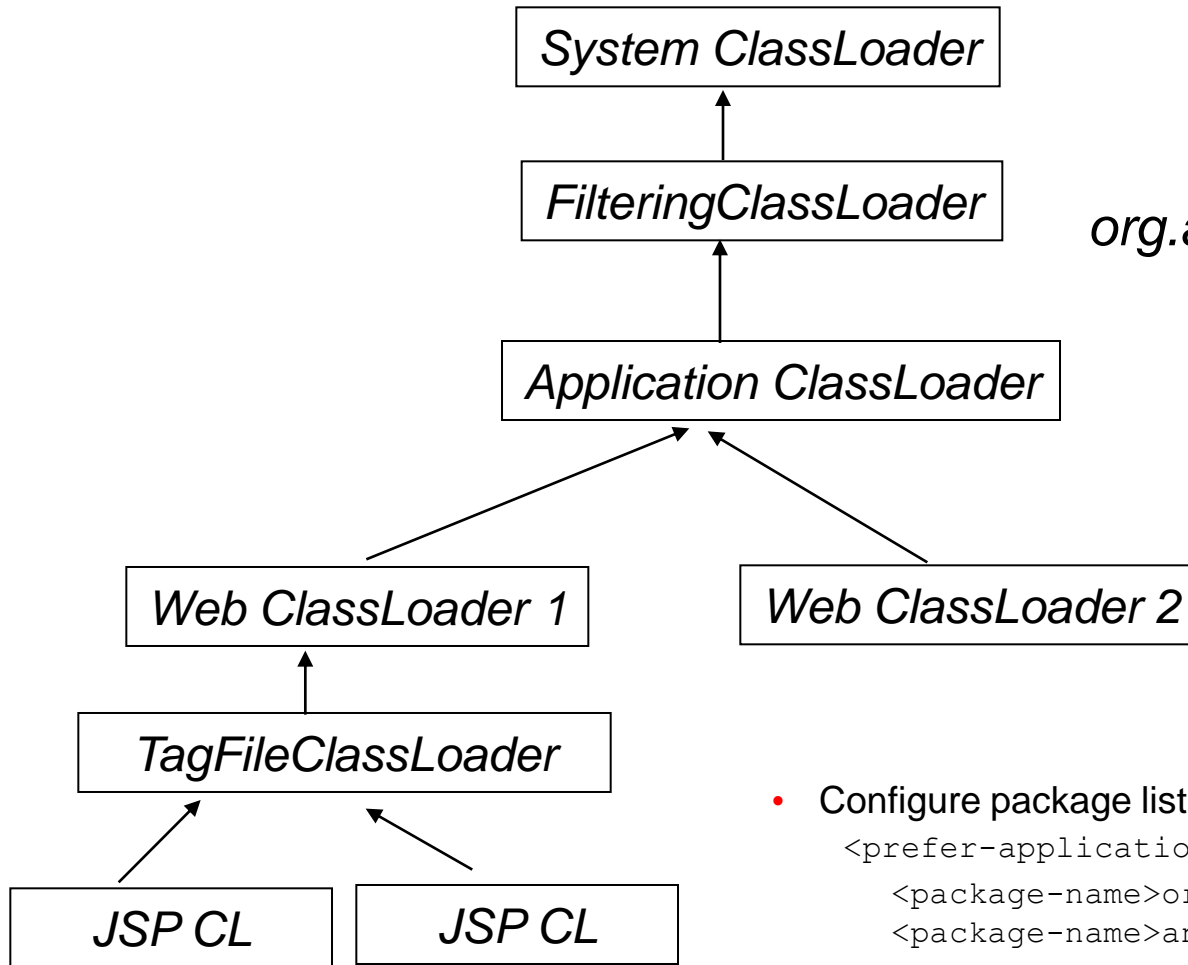 System ClassLoader
FilteringClassLoader
org.a
Application ClassLoader
Web ClassLoader 1
Web ClassLoader 2
TagFileClassLoader
JSP CL
JSP CL
• Configure package list
<prefer-applicatio
<package-name>or
<package-name>an